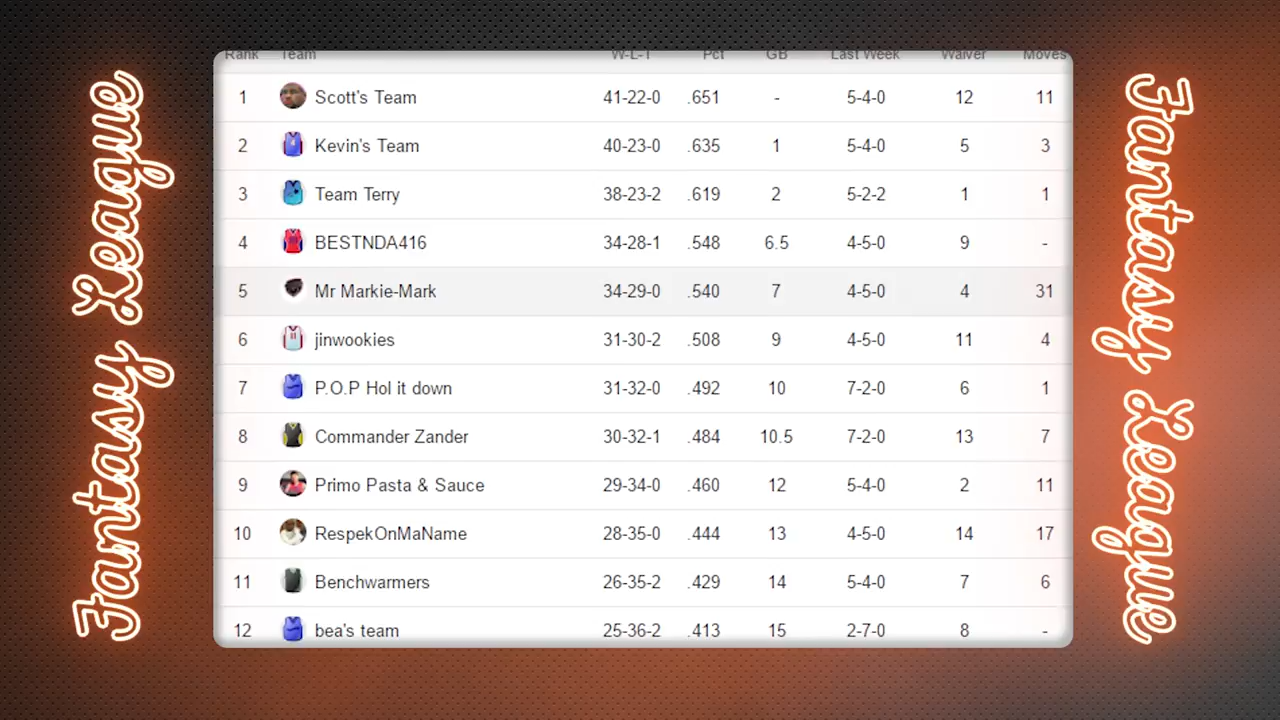 Fantasy League
Rank Team W-L-T Pct GB Last Week Waiver Moves
1 Scott's Team 41-22-0 .651 - 5-4-0 12 11
2 Kevin's Team 40-23-0 .635 1 5-4-0 5 3
3 Team Terry 38-23-2 .619 2 5-2-2 1 1
4 BESTNDA416 34-28-1 .548 6.5 4-5-0 9 -
5 Mr Markie-Mark 34-29-0 .540 7 4-5-0 4 31
6 jinwookies 31-30-2 .508 9 4-5-0 11 4
7 P.O.P Hol it down 31-32-0 .492 10 7-2-0 6 1
8 Commander Zander 30-32-1 .484 10.5 7-2-0 13 7
9 Primo Pasta & Sauce 29-34-0 .460 12 5-4-0 2 11
10 RespekOnMaName 28-35-0 .444 13 4-5-0 14 17
11 Benchwarmers 26-35-2 .429 14 5-4-0 7 6
12 bea's team 25-36-2 .413 15 2-7-0 8 -
Fantasy League